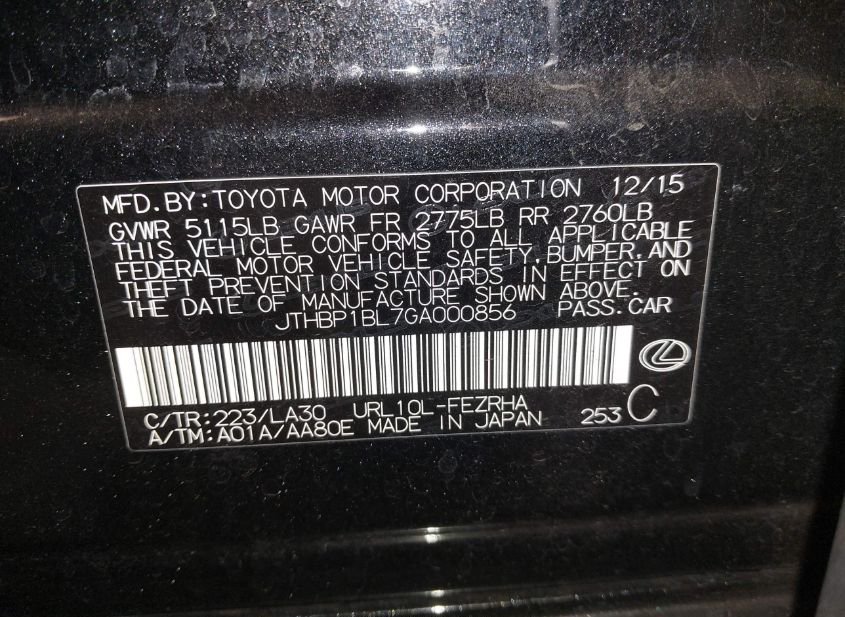 MFD.BY:TOYOTA MOTOR CORPORATION 12/15
GVWR 5115LB GAWR FR 2775LB RR 2760LB
THIS VEHICLE CONFORMS TO ALL APPLICABLE
FEDERAL MOTOR VEHICLE SAFETY,BUMPER,AND
THEFT PREVENTION STANDARDS IN EFFECT ON
THE DATE OF MANUFACTURE SHOWN ABOVE.
JTHBP1BL7GA000856 PASS.CAR
C/TR:223/LA30 URL10L-FEZRHA
A/TM:A01A/AA80E MADE IN JAPAN 253 C